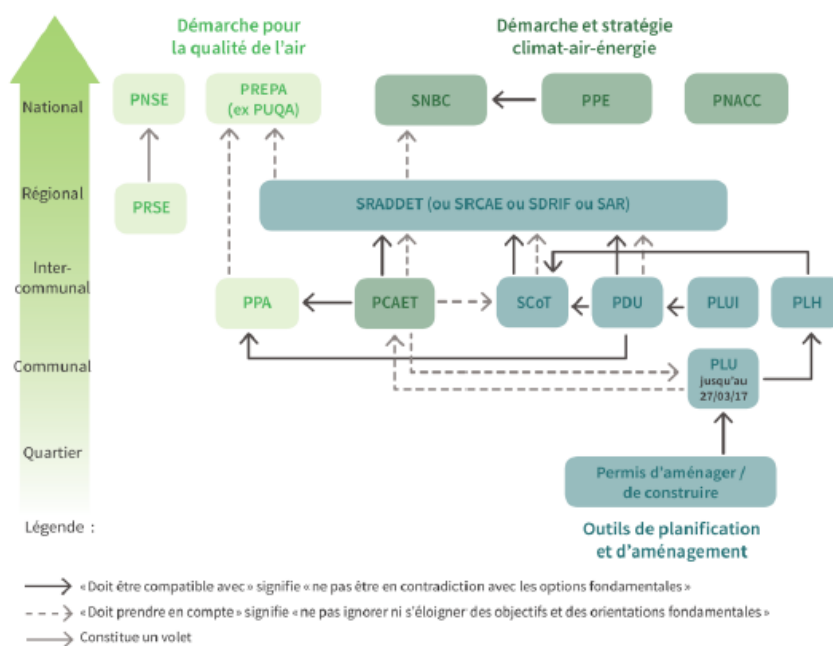 Démarche pour
la qualité de l'air
Démarche et stratégie
climat-air-énergie
National
PNSE
PREPA
(ex PUQA)
SNBC
PPE
PNACC
Régional
PRSE
SRADDET (ou SRCAE ou SDRIF ou SAR)
Inter-
communal
PPA
PCAET
SCoT
PDU
PLUI
PLH
Communal
PLU
jusqu'au
27/03/17
Quartier
Permis d'aménager /
de construire
Légende :
Outils de planification
et d'aménagement
«Doit être compatible avec» signifie «ne pas être en contradiction avec les options fondamentales»
«Doit prendre en compte» signifie «ne pas ignorer ni s'éloigner des objectifs et des orientations fondamentales»
Constitue un volet